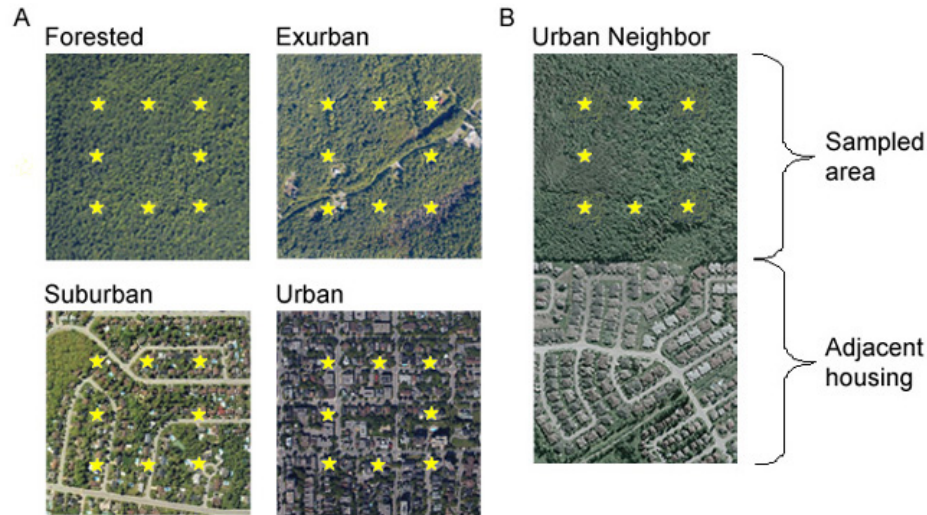 A
Forested
Exurban
Suburban
Urban
B
Urban Neighbor
Sampled
area
Adjacent
housing